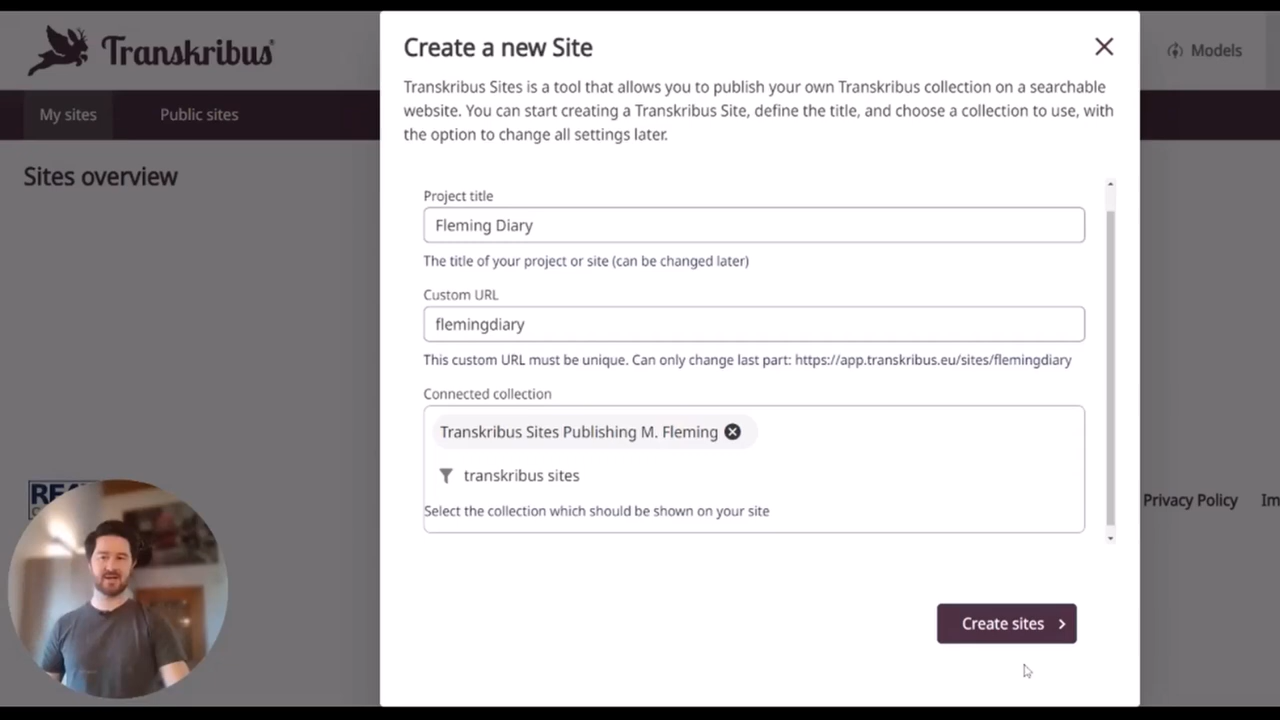 Transkribus®
Models
My sites
Public sites
Sites overview
Create a new Site
Transkribus Sites is a tool that allows you to publish your own Transkribus collection on a searchable
website. You can start creating a Transkribus Site, define the title, and choose a collection to use, with
the option to change all settings later.
Project title
Fleming Diary
The title of your project or site (can be changed later)
Custom URL
flemingdiary
This custom URL must be unique. Can only change last part: https://app.transkribus.eu/sites/flemingdiary
Connected collection
Transkribus Sites Publishing M. Fleming
transkribus sites
Select the collection which should be shown on your site
Create sites
Privacy Policy